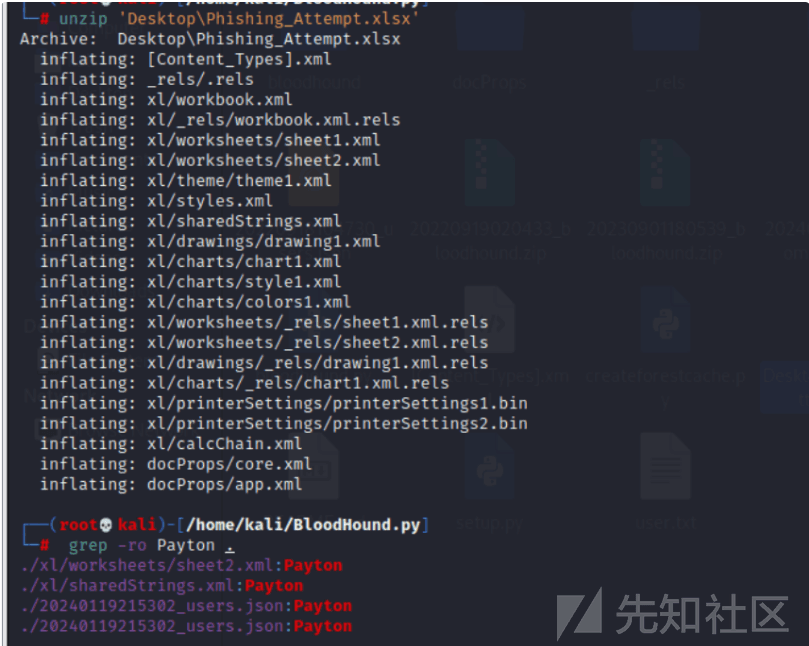 └─# unzip 'Desktop\Phishing_Attempt.xlsx'
Archive:  Desktop\Phishing_Attempt.xlsx
  inflating: [Content_Types].xml
  inflating: _rels/.rels
  inflating: xl/workbook.xml
  inflating: xl/_rels/workbook.xml.rels
  inflating: xl/worksheets/sheet1.xml
  inflating: xl/worksheets/sheet2.xml
  inflating: xl/theme/theme1.xml
  inflating: xl/styles.xml
  inflating: xl/sharedStrings.xml
  inflating: xl/drawings/drawing1.xml
  inflating: xl/charts/chart1.xml
  inflating: xl/charts/style1.xml
  inflating: xl/charts/colors1.xml
  inflating: xl/worksheets/_rels/sheet1.xml.rels
  inflating: xl/worksheets/_rels/sheet2.xml.rels
  inflating: xl/drawings/_rels/drawing1.xml.rels
  inflating: xl/charts/_rels/chart1.xml.rels
  inflating: xl/printerSettings/printerSettings1.bin
  inflating: xl/printerSettings/printerSettings2.bin
  inflating: xl/calcChain.xml
  inflating: docProps/core.xml
  inflating: docProps/app.xml
┌──(root💀kali)-[/home/kali/BloodHound.py]
└─# grep -ro Payton .
./xl/worksheets/sheet2.xml:Payton
./xl/sharedStrings.xml:Payton
./20240119215302_users.json:Payton
./20240119215302_users.json:Payton
先知社区